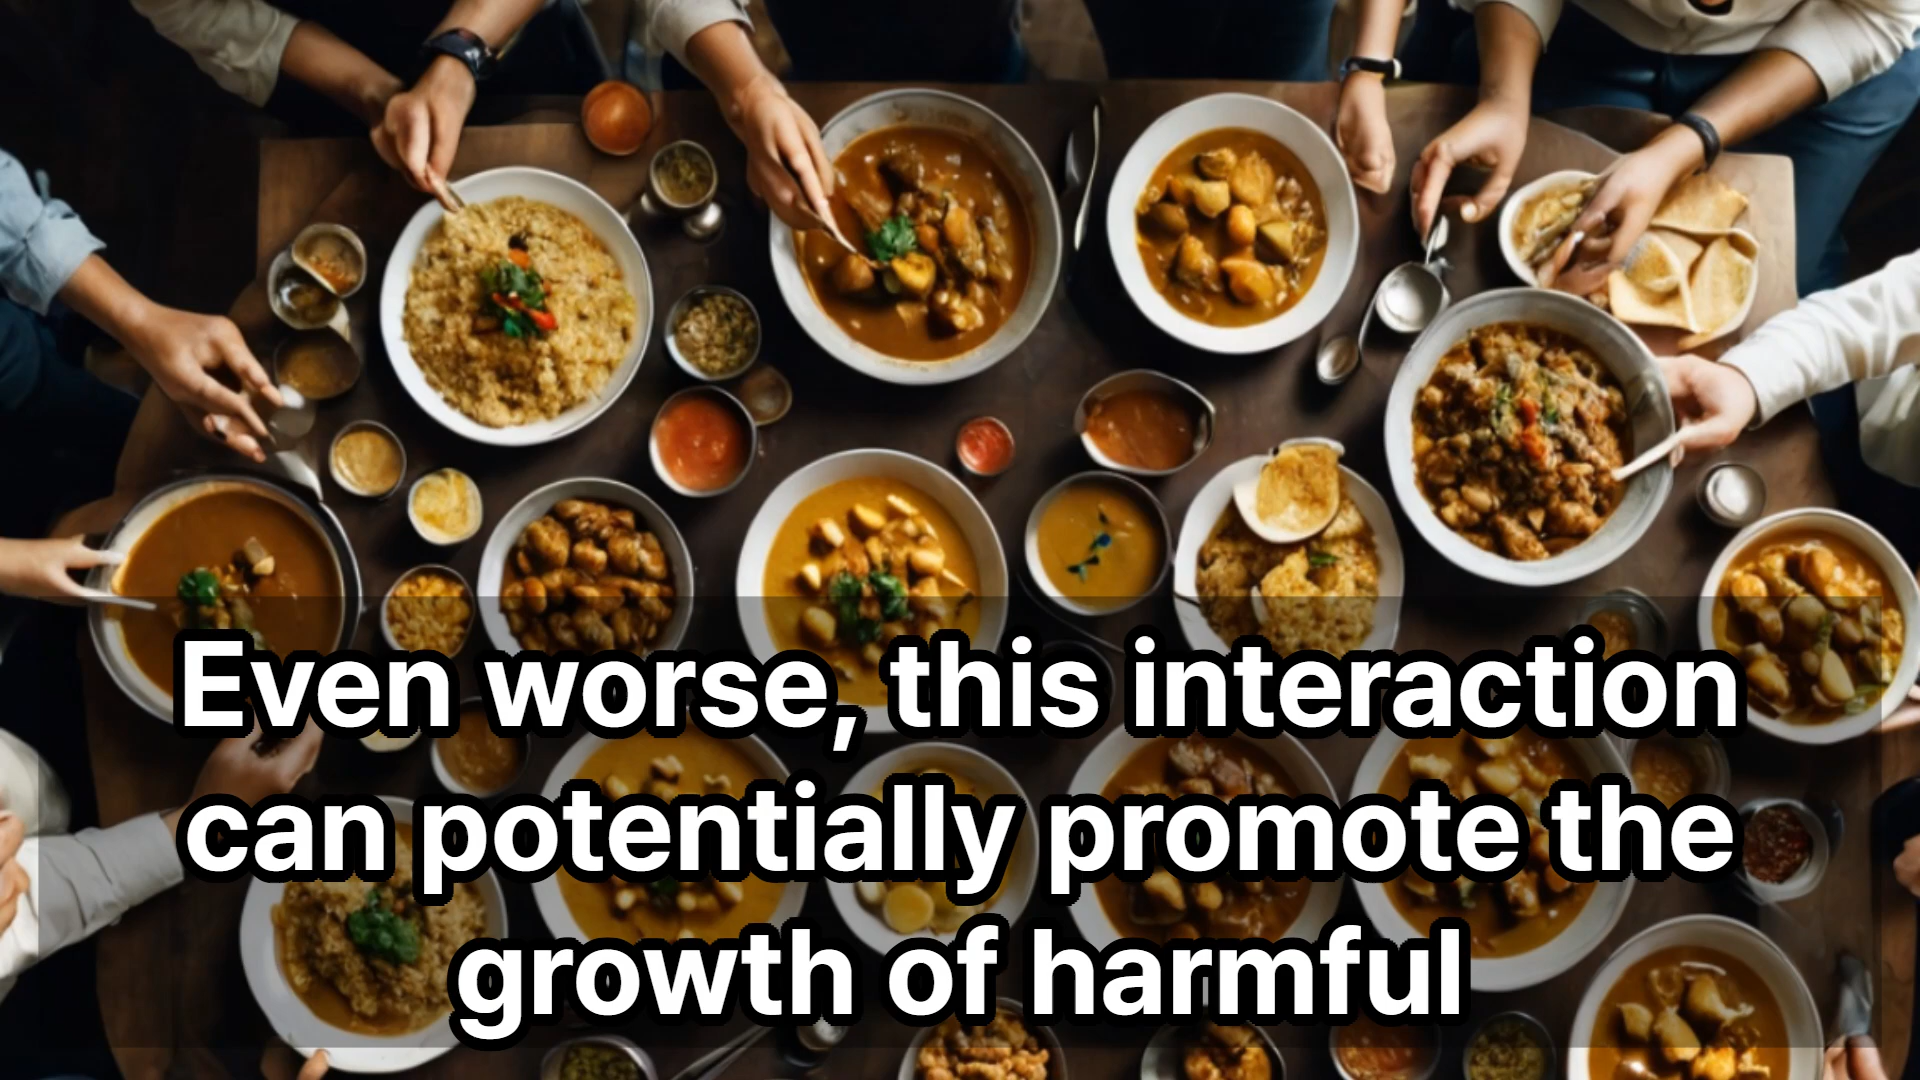 Even worse, this interaction
can potentially promote the
growth of harmful